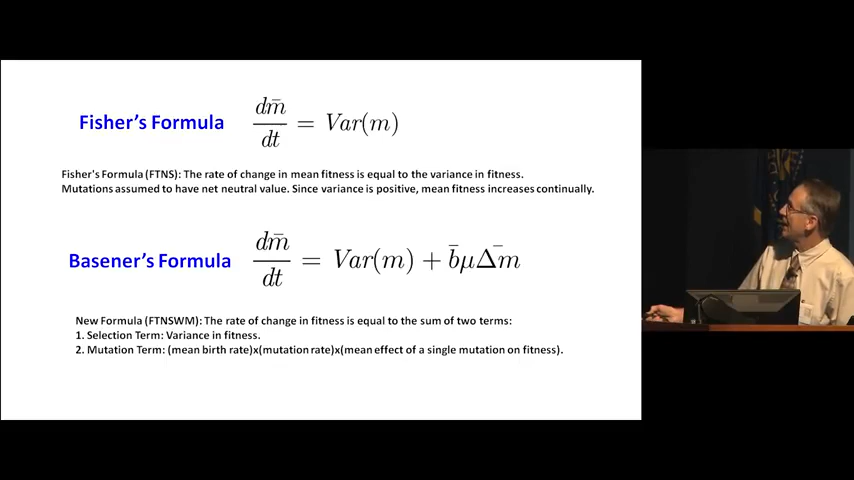 Fisher's Formula dm̄/dt = Var(m)
Fisher's Formula (FTNS): The rate of change in mean fitness is equal to the variance in fitness.
Mutations assumed to have net neutral value. Since variance is positive, mean fitness increases continually.
Basener's Formula dm̄/dt = Var(m) + b̄μΔ̄m
New Formula (FTNSWM): The rate of change in fitness is equal to the sum of two terms:
1. Selection Term: Variance in fitness.
2. Mutation Term: (mean birth rate)x(mutation rate)x(mean effect of a single mutation on fitness).